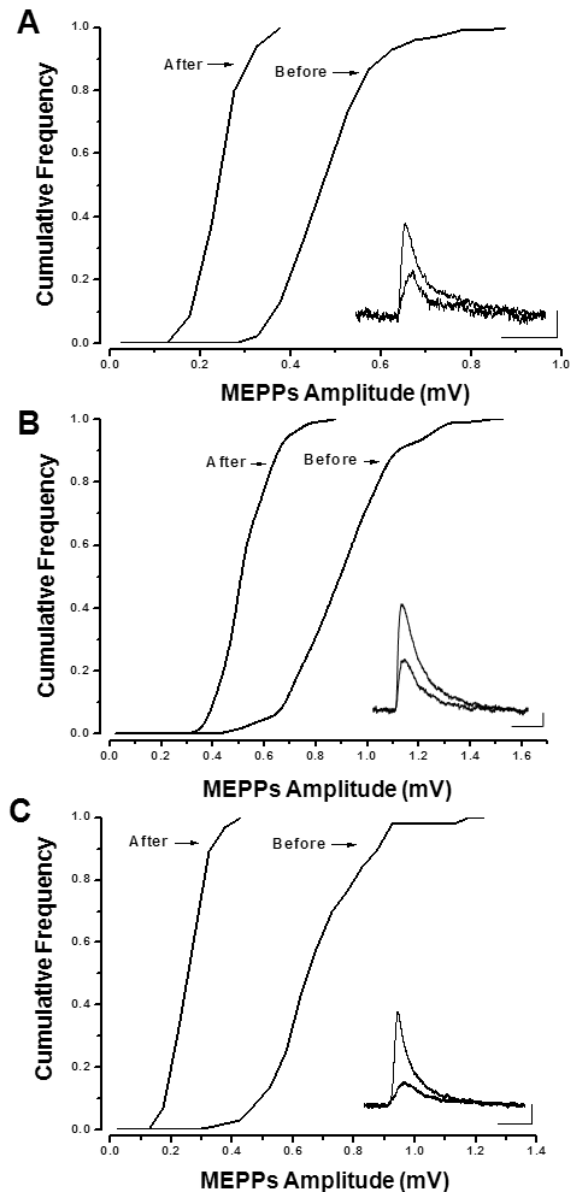 A
Cumulative Frequency
1.0
0.8
0.6
0.4
0.2
0.0
After
Before
0.0 0.2 0.4 0.6 0.8 1.0
MEPPs Amplitude (mV)
B
Cumulative Frequency
1.0
0.8
0.6
0.4
0.2
0.0
After
Before
0.0 0.2 0.4 0.6 0.8 1.0 1.2 1.4 1.6
MEPPs Amplitude (mV)
C
Cumulative Frequency
1.0
0.8
0.6
0.4
0.2
0.0
After
Before
0.0 0.2 0.4 0.6 0.8 1.0 1.2 1.4
MEPPs Amplitude (mV)